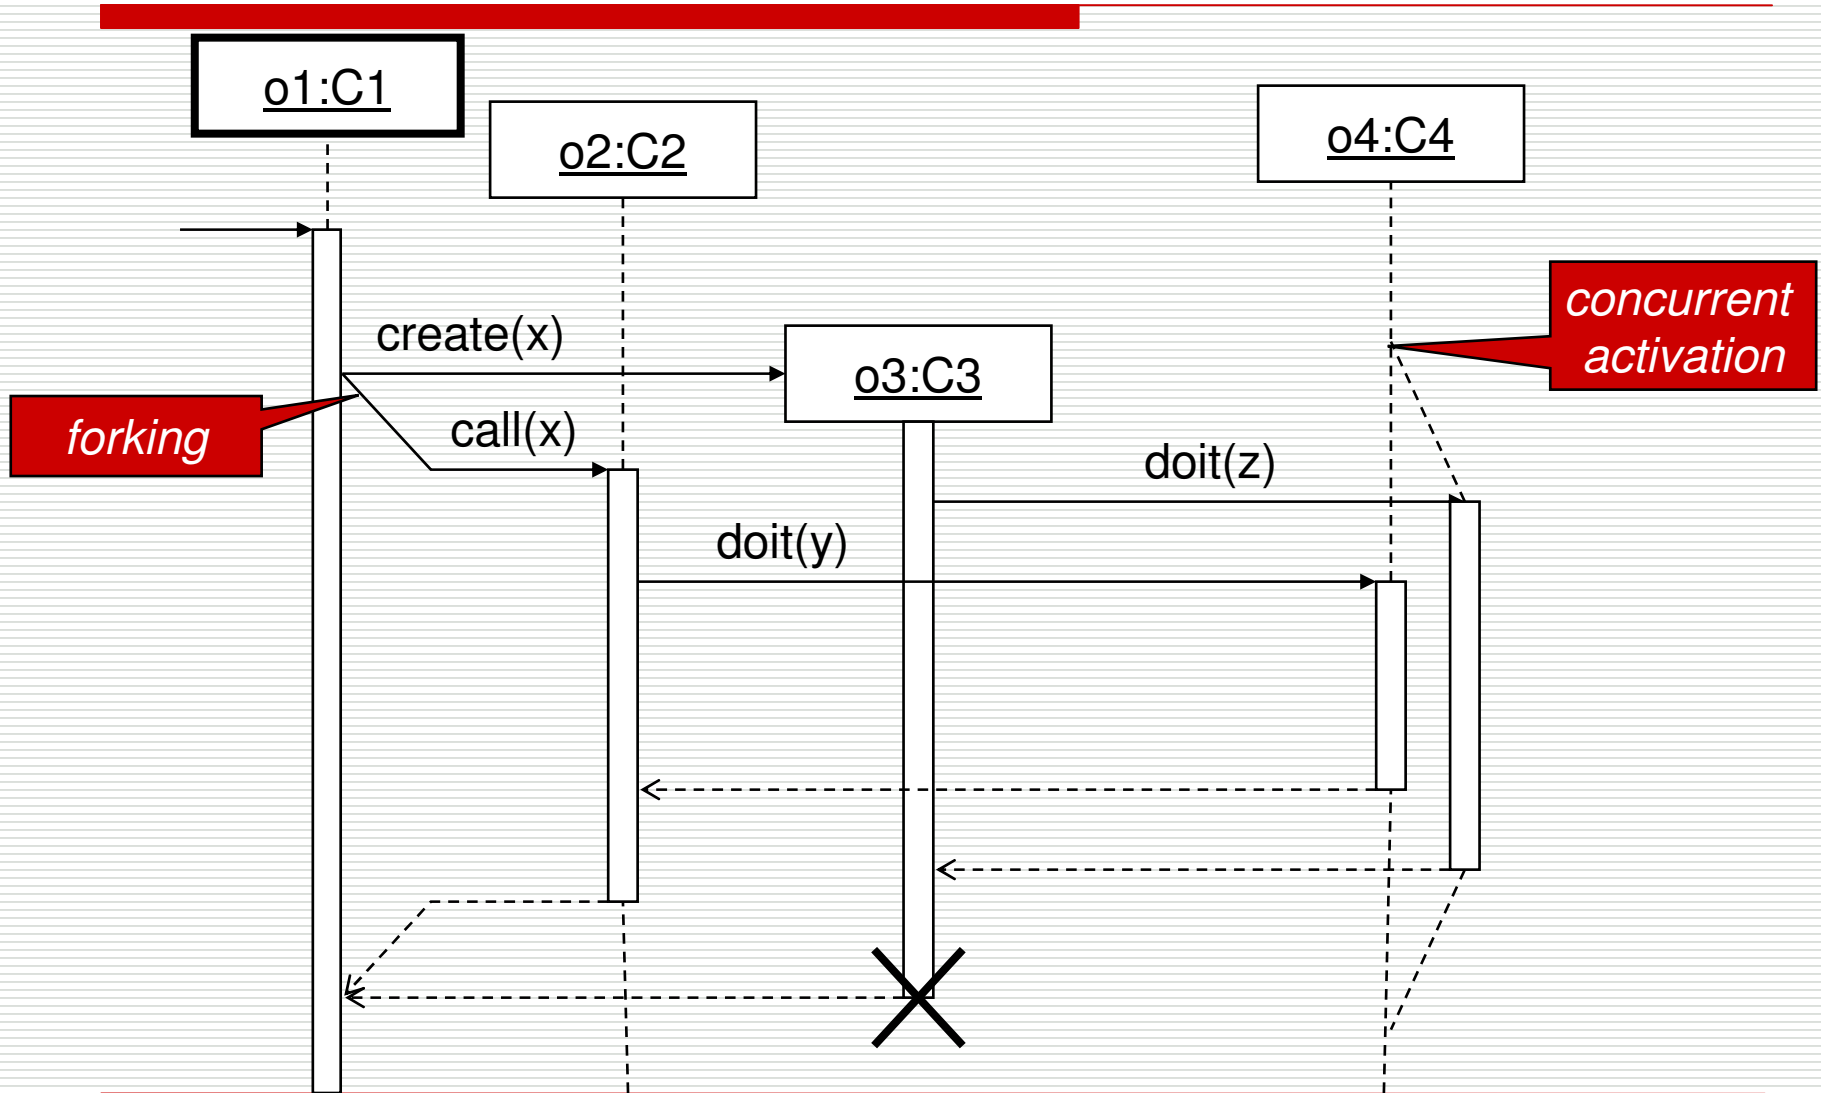 o1:C1
o2:C2
o4:C4
concurrent
activation
create(x)
o3:C3
forking
call(x)
doit(z)
doit(y)